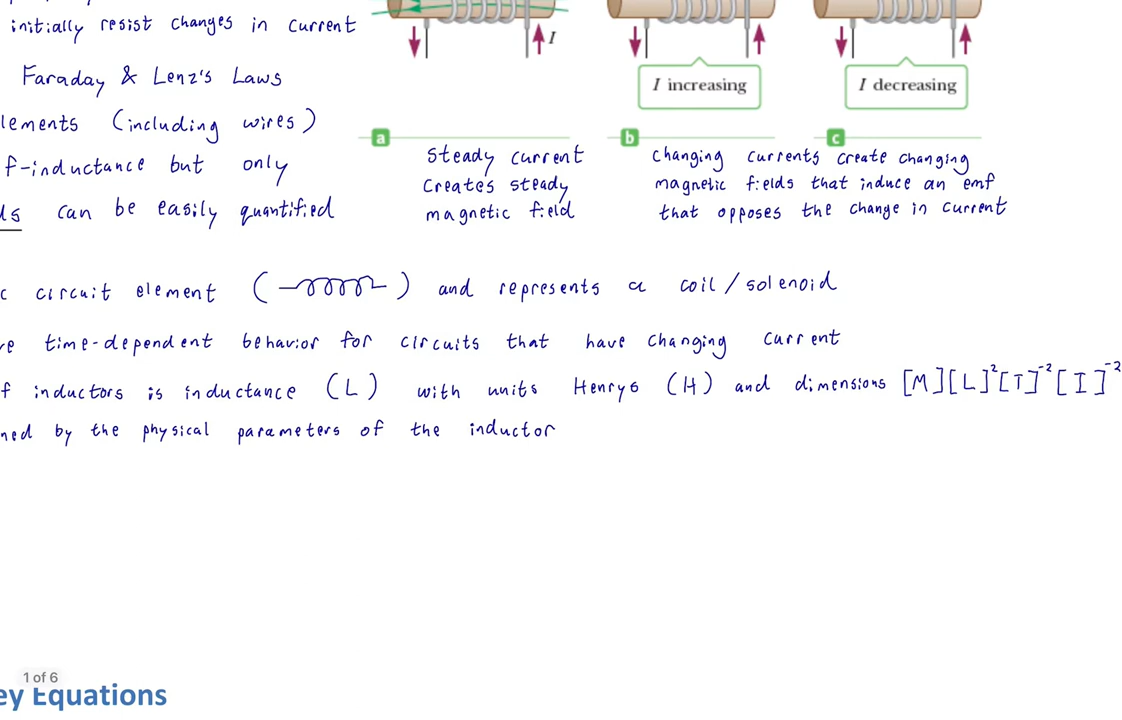 initially resist changes in current
I
Faraday & Lenz's Laws
I increasing
I decreasing
lements (including wires)
a
b
c
f-inductance but only
Steady current
Creates steady
magnetic field
Changing currents create changing
magnetic fields that induce an emf
that opposes the change in current
ds can be easily quantified
c circuit element ( ) and represents a coil / solenoid
re time-dependent behavior for circuits that have changing current
f inductors is inductance (L) with units Henrys (H) and dimensions [M][L]²[T]⁻²[I]⁻²
ned by the physical parameters of the inductor
1 of 6
ey Equations